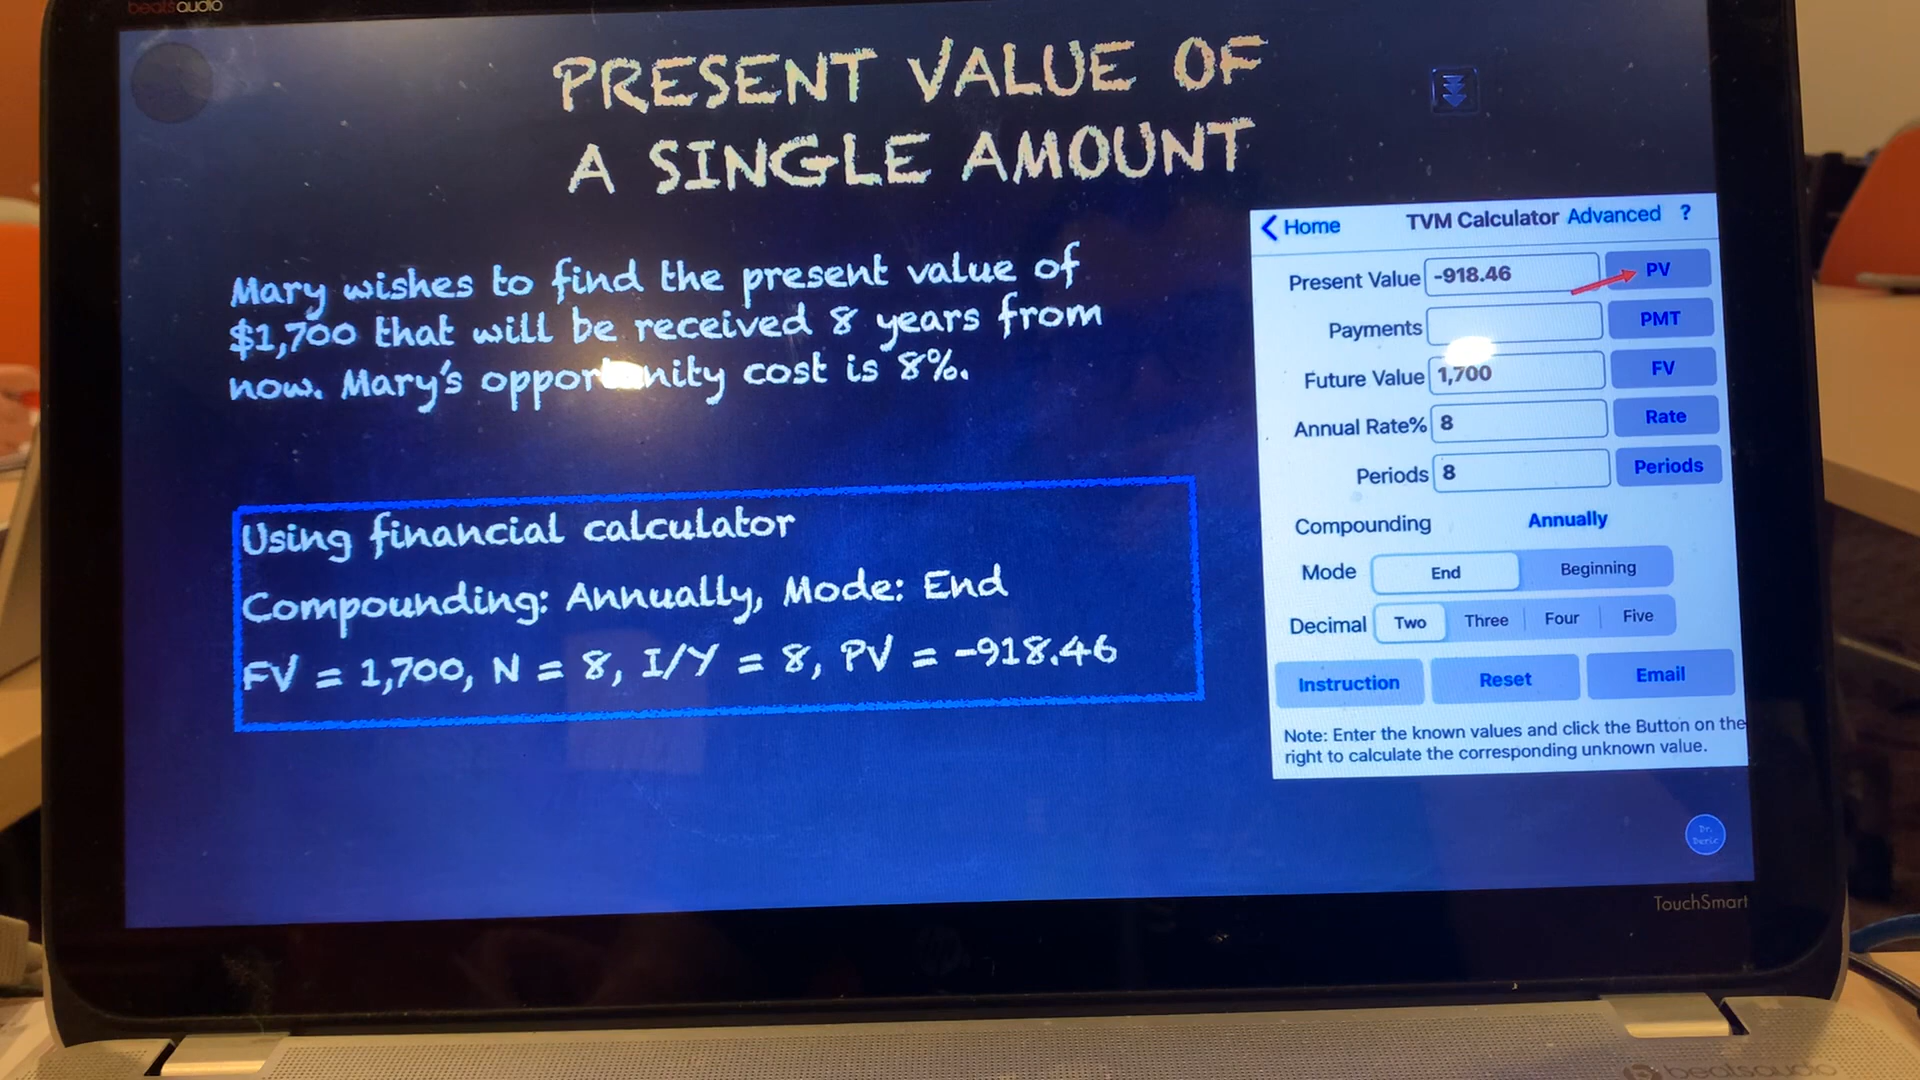 beatsaudio
PRESENT VALUE OF
A SINGLE AMOUNT
Mary wishes to find the present value of
$1,700 that will be received 8 years from
now. Mary's opportunity cost is 8%.
Using financial calculator
Compounding: Annually, Mode: End
FV = 1,700, N = 8, I/Y = 8, PV = -918.46
Home TVM Calculator Advanced ?
Present Value -918.46 PV
Payments PMT
Future Value 1,700 FV
Annual Rate% 8 Rate
Periods 8 Periods
Compounding Annually
Mode End Beginning
Decimal Two Three Four Five
Instruction Reset Email
Note: Enter the known values and click the Button on the
right to calculate the corresponding unknown value.
Dr.
Deric
TouchSmart
hp
beatsaudio